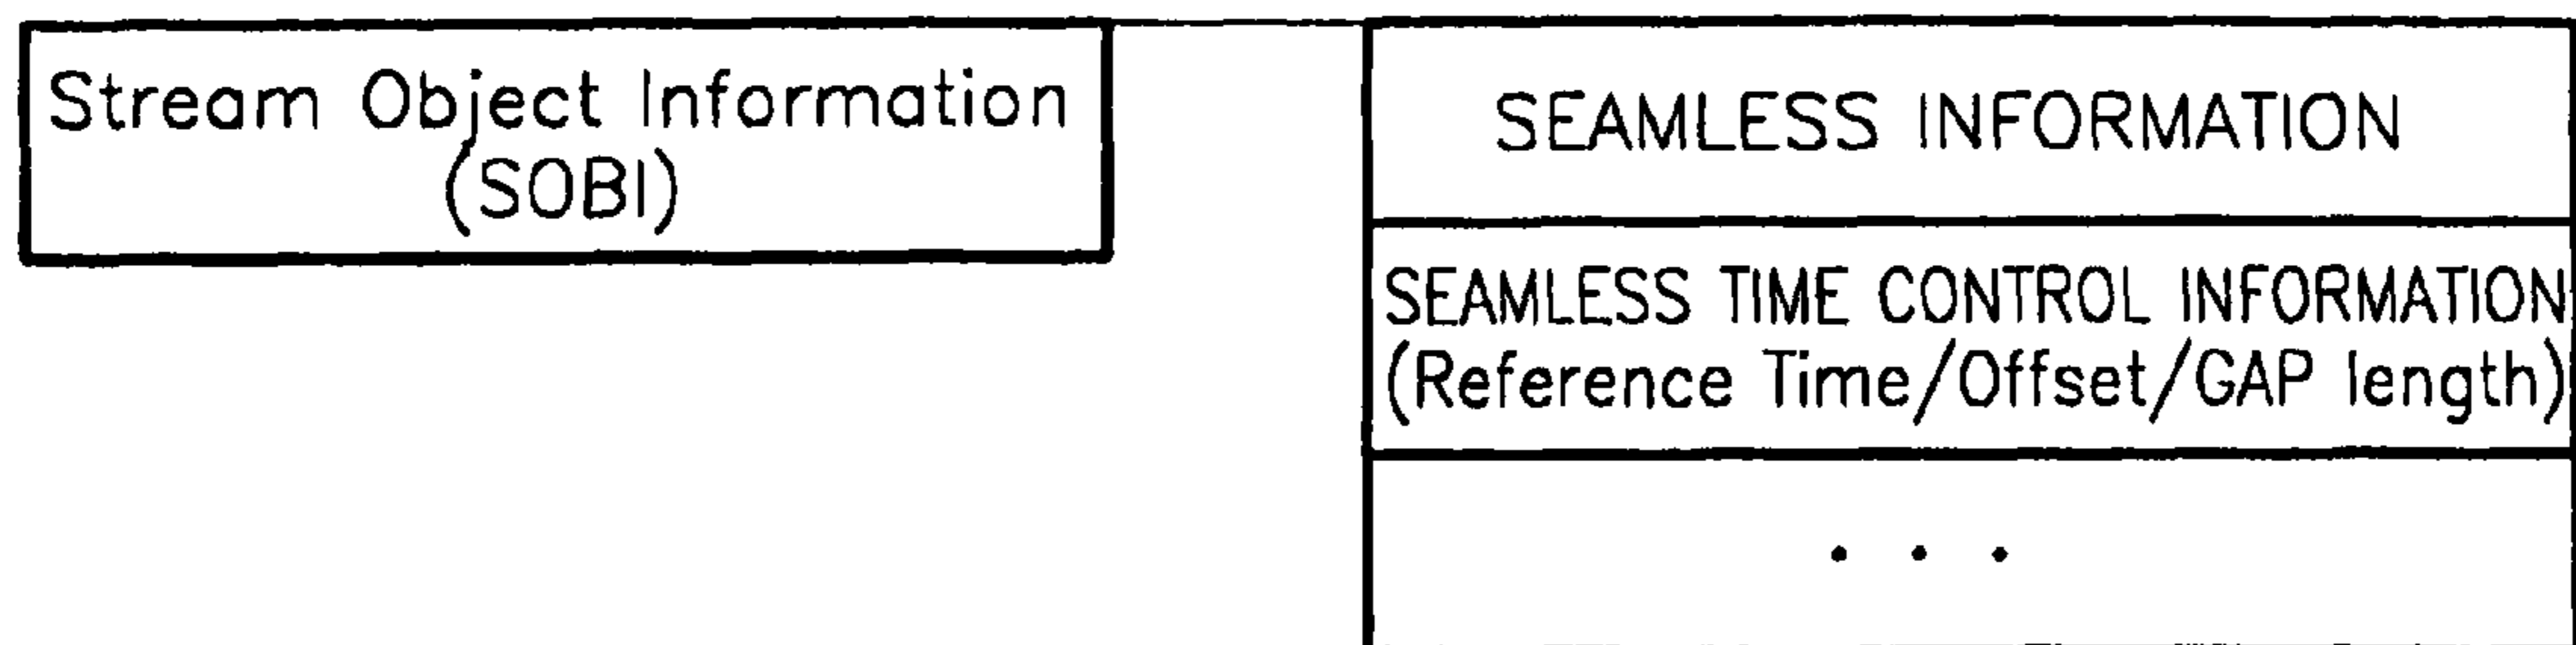 Stream Object Information
(SOBI)
SEAMLESS INFORMATION
SEAMLESS TIME CONTROL INFORMATION
(Reference Time/Offset/GAP length)
. . .